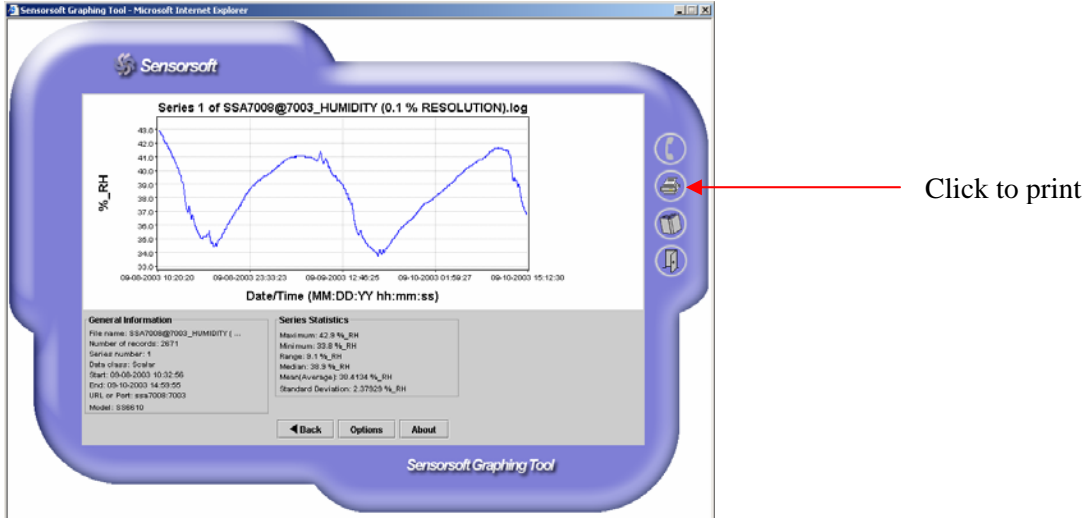 Sensorsoft Graphing Tool - Microsoft Internet Explorer
Sensorsoft
Series 1 of SSA7008@7003_HUMIDITY (0.1 % RESOLUTION).log
43.0
42.0
41.0
40.0
39.0
38.0
37.0
36.0
35.0
34.0
33.0
%_RH
09-08-2003 10:20:20 09-08-2003 23:33:23 09-09-2003 12:46:25 09-10-2003 01:59:27 09-10-2003 15:12:30
Date/Time (MM:DD:YY hh:mm:ss)
Click to print
General Information
File name: SSA7008@7003_HUMIDITY ( ...
Number of records: 2671
Series number: 1
Data class: Scaler
Start: 09-08-2003 10:32:56
End: 09-10-2003 14:59:55
URL or Port: ssa7008:7003
Model: SS6610
Series Statistics
Maximum: 42.9 %_RH
Minimum: 33.8 %_RH
Range: 9.1 %_RH
Median: 38.9 %_RH
Mean(Average): 38.4134 %_RH
Standard Deviation: 2.37929 %_RH
Back Options About
Sensorsoft Graphing Tool